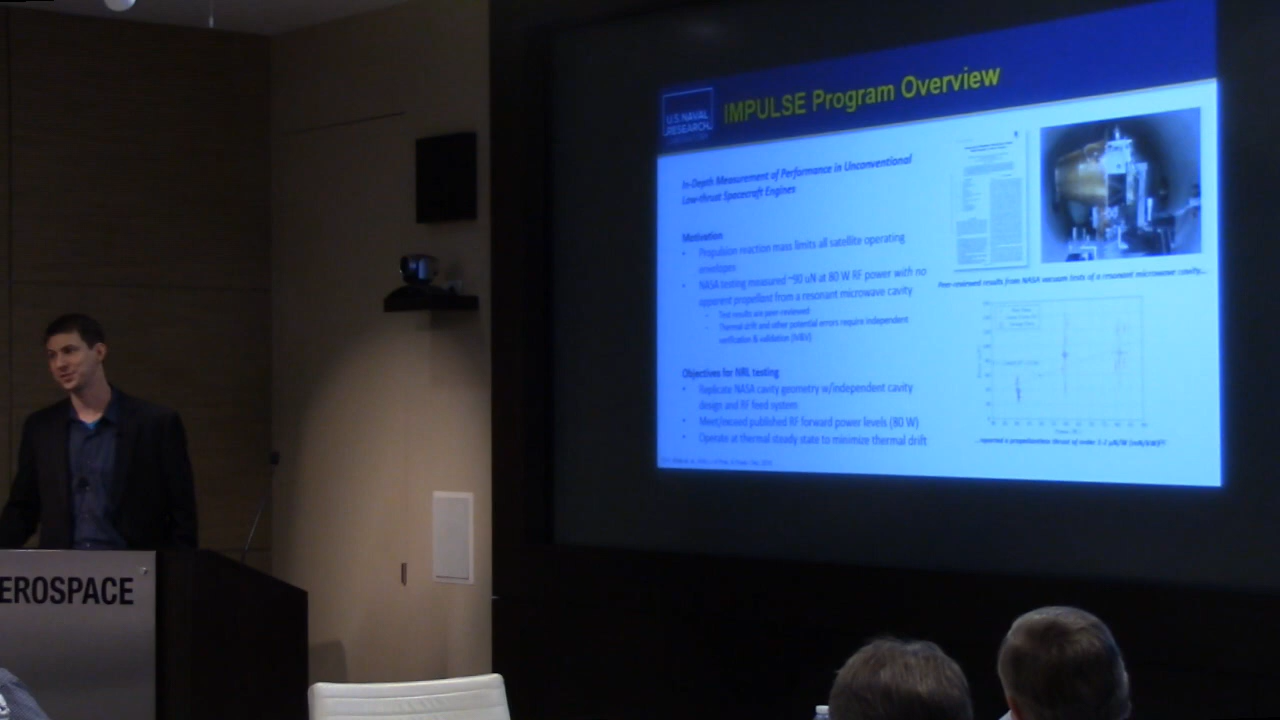 U.S. NAVAL
RESEARCH
IMPULSE Program Overview
In-Depth Measurement of Performance in Unconventional
Low-thrust Spacecraft Engines
Motivation
• Propulsion reaction mass limits all satellite operating
envelopes
• NASA testing measured ~90 uN at 80 W RF power with no
apparent propellant from a resonant microwave cavity
- Test results are peer-reviewed
- Thermal drift and other potential errors require independent
verification & validation (IV&V)
Objectives for NRL testing
• Replicate NASA cavity geometry w/independent cavity
design and RF feed system
• Meet/exceed published RF forward power levels (80 W)
• Operate at thermal steady state to minimize thermal drift
Peer-reviewed results from NASA vacuum tests of a resonant microwave cavity...
...reported a propellantless thrust of order 1-2 µN/W (mN/kW)!!!
EROSPACE